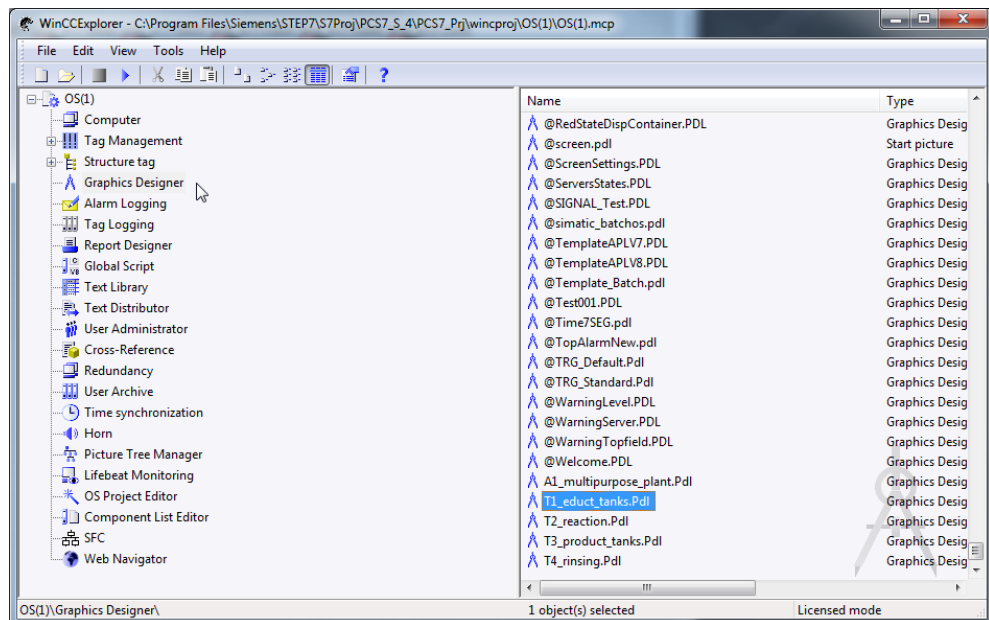 WinCCExplorer - C:\Program Files\Siemens\STEP7\S7Proj\PCS7_S_4\PCS7_Prj\wincproj\OS(1)\OS(1).mcp
File Edit View Tools Help
OS(1)
Computer
Tag Management
Structure tag
Graphics Designer
Alarm Logging
Tag Logging
Report Designer
Global Script
Text Library
Text Distributor
User Administrator
Cross-Reference
Redundancy
User Archive
Time synchronization
Horn
Picture Tree Manager
Lifebeat Monitoring
OS Project Editor
Component List Editor
SFC
Web Navigator
Name Type
@RedStateDispContainer.PDL Graphics Desig
@screen.pdl Start picture
@ScreenSettings.PDL Graphics Desig
@ServersStates.PDL Graphics Desig
@SIGNAL_Test.PDL Graphics Desig
@simatic_batchos.pdl Graphics Desig
@TemplateAPLV7.PDL Graphics Desig
@TemplateAPLV8.PDL Graphics Desig
@Template_Batch.pdl Graphics Desig
@Test001.PDL Graphics Desig
@Time7SEG.pdl Graphics Desig
@TopAlarmNew.pdl Graphics Desig
@TRG_Default.Pdl Graphics Desig
@TRG_Standard.Pdl Graphics Desig
@WarningLevel.PDL Graphics Desig
@WarningServer.PDL Graphics Desig
@WarningTopfield.PDL Graphics Desig
@Welcome.PDL Graphics Desig
A1_multipurpose_plant.Pdl Graphics Desig
T1_educt_tanks.Pdl Graphics Desig
T2_reaction.Pdl Graphics Desig
T3_product_tanks.Pdl Graphics Desig
T4_rinsing.Pdl Graphics Desig
OS(1)\Graphics Designer\ 1 object(s) selected Licensed mode